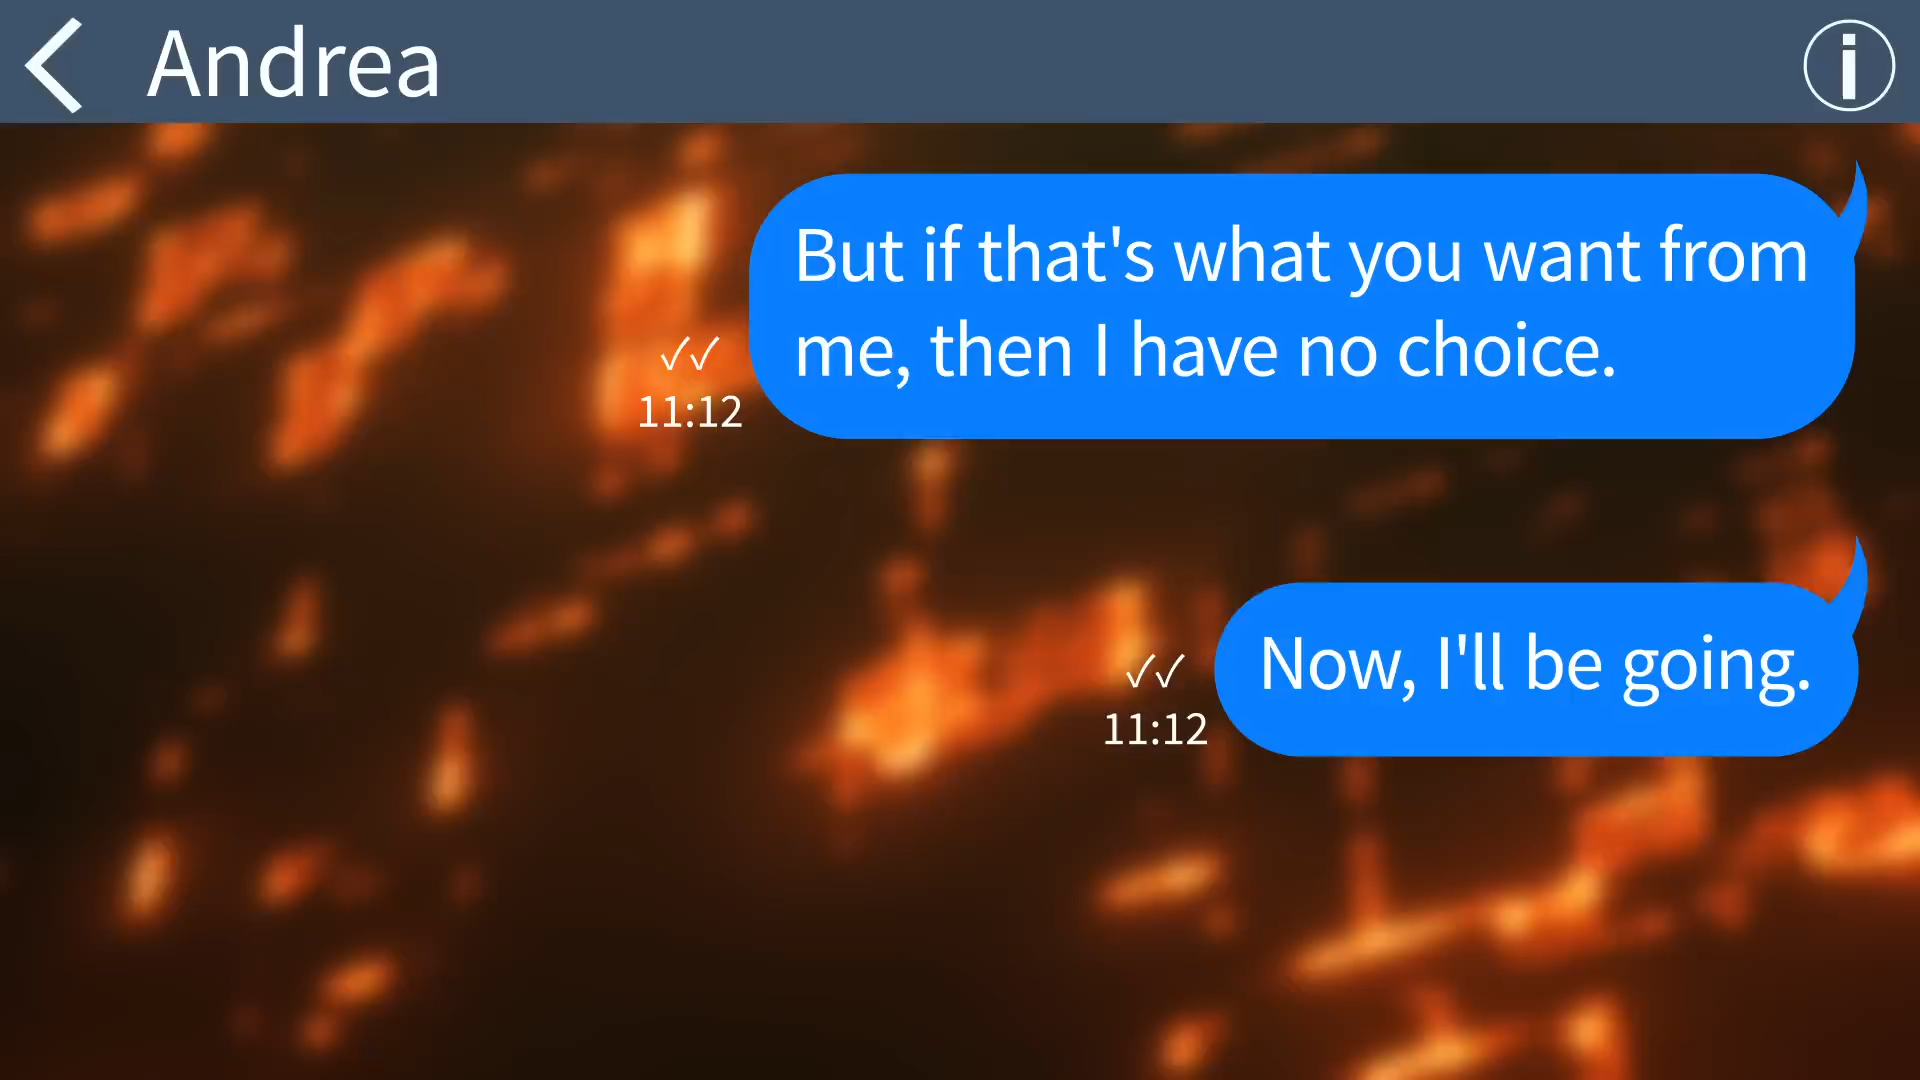 Andrea
But if that's what you want from
me, then I have no choice.
✓✓
11:12
Now, I'll be going.
✓✓
11:12